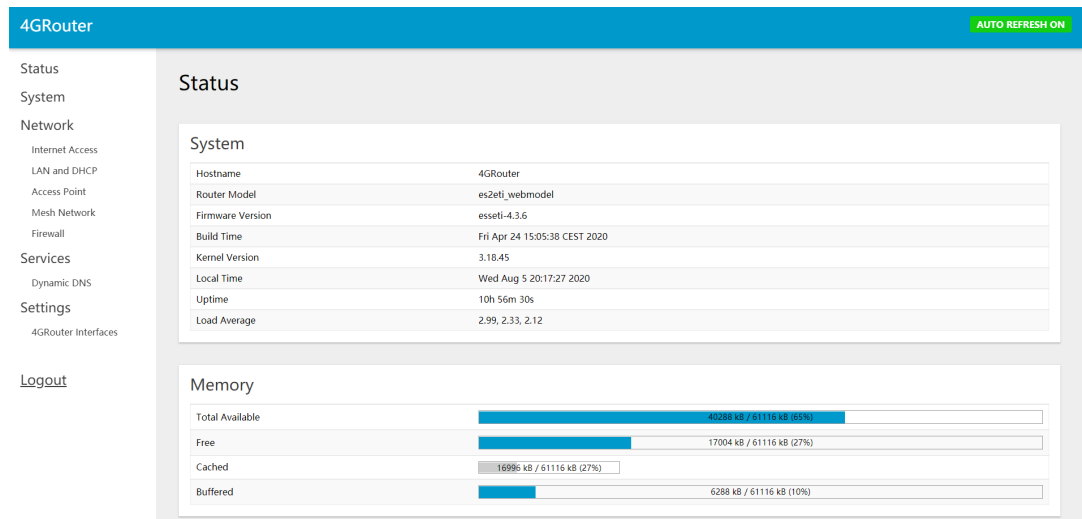 4GRouter
AUTO REFRESH ON
Status
System
Network
Internet Access
LAN and DHCP
Access Point
Mesh Network
Firewall
Services
Dynamic DNS
Settings
4GRouter Interfaces
Logout
Status
System
Hostname 4GRouter
Router Model es2eti_webmodel
Firmware Version esseti-4.3.6
Build Time Fri Apr 24 15:05:38 CEST 2020
Kernel Version 3.18.45
Local Time Wed Aug 5 20:17:27 2020
Uptime 10h 56m 30s
Load Average 2.99, 2.33, 2.12
Memory
Total Available 40288 kB / 61116 kB (65%)
Free 17004 kB / 61116 kB (27%)
Cached 16996 kB / 61116 kB (27%)
Buffered 6288 kB / 61116 kB (10%)